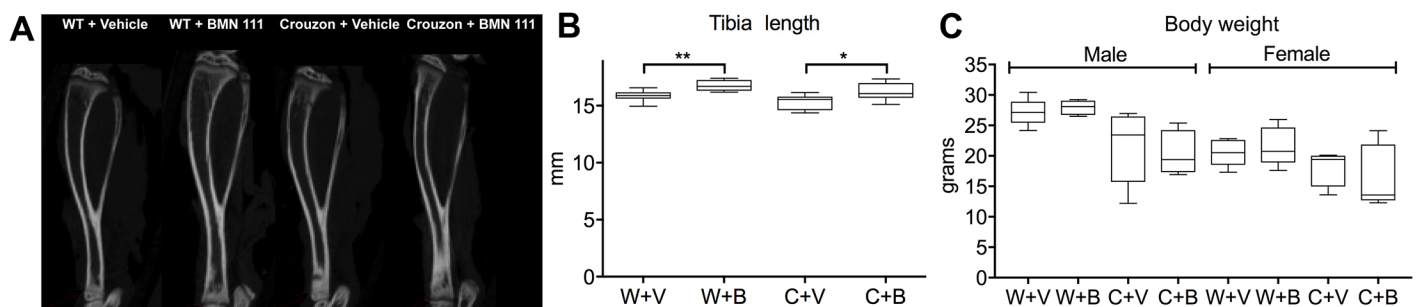 A
WT + Vehicle WT + BMN 111 Crouzon + Vehicle Crouzon + BMN 111
B
Tibia length
**
*
15
10
5
0
mm
W+V W+B C+V C+B
C
Body weight
Male Female
35
30
25
20
15
10
5
0
grams
W+V W+B C+V C+B W+V W+B C+V C+B